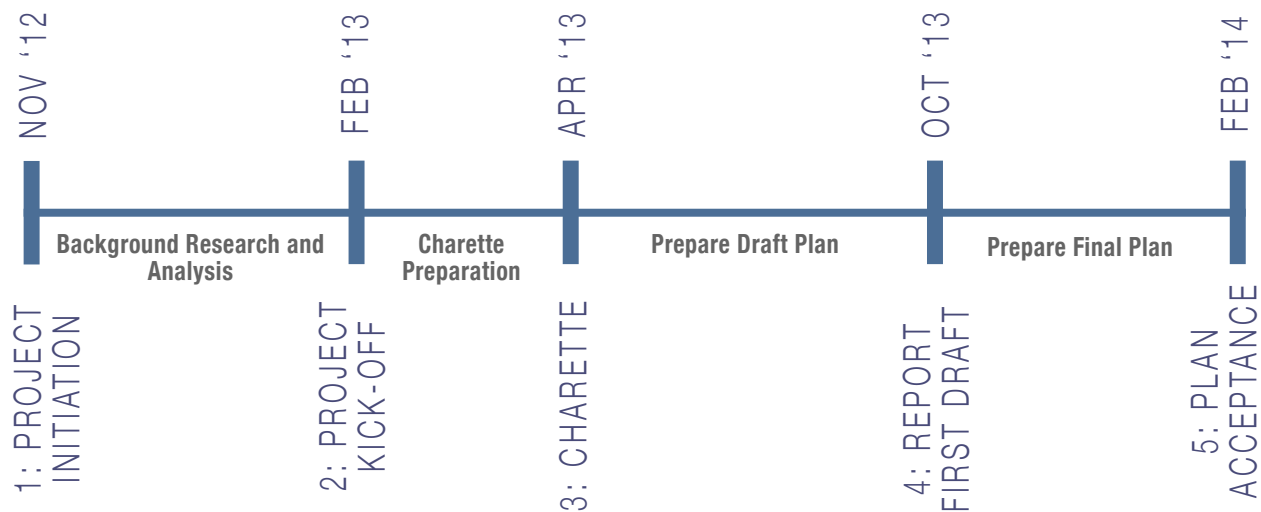 NOV ‘12
FEB ‘13
APR ‘13
OCT ‘13
FEB ‘14
Background Research and
Analysis
Charette
Preparation
Prepare Draft Plan
Prepare Final Plan
1: PROJECT
INITIATION
2: PROJECT
KICK-OFF
3: CHARETTE
4: REPORT
FIRST DRAFT
5: PLAN
ACCEPTANCE